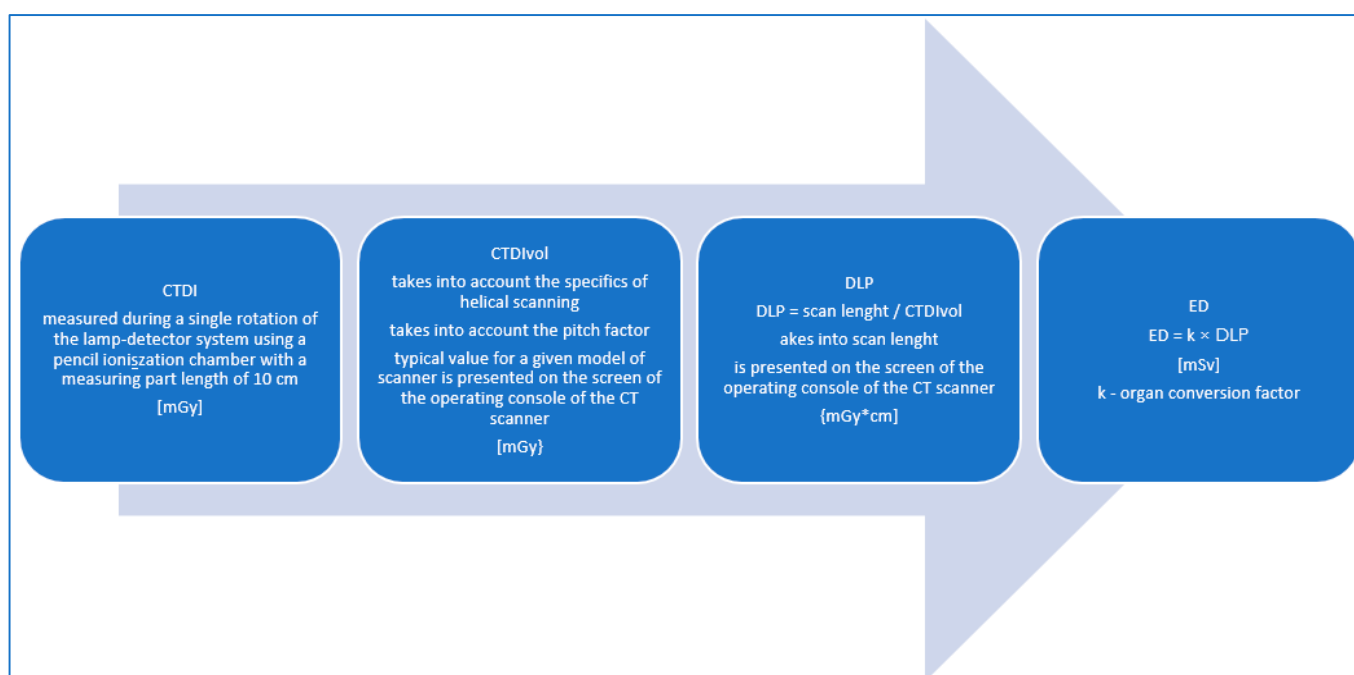 CTDI
measured during a single rotation of
the lamp-detector system using a
pencil ioniszation chamber with a
measuring part length of 10 cm
[mGy]
CTDIvol
takes into account the specifics of
helical scanning
takes into account the pitch factor
typical value for a given model of
scanner is presented on the screen of
the operating console of the CT
scanner
[mGy}
DLP
DLP = scan lenght / CTDIvol
akes into scan lenght
is presented on the screen of the
operating console of the CT scanner
{mGy*cm]
ED
ED = k × DLP
[mSv]
k - organ conversion factor